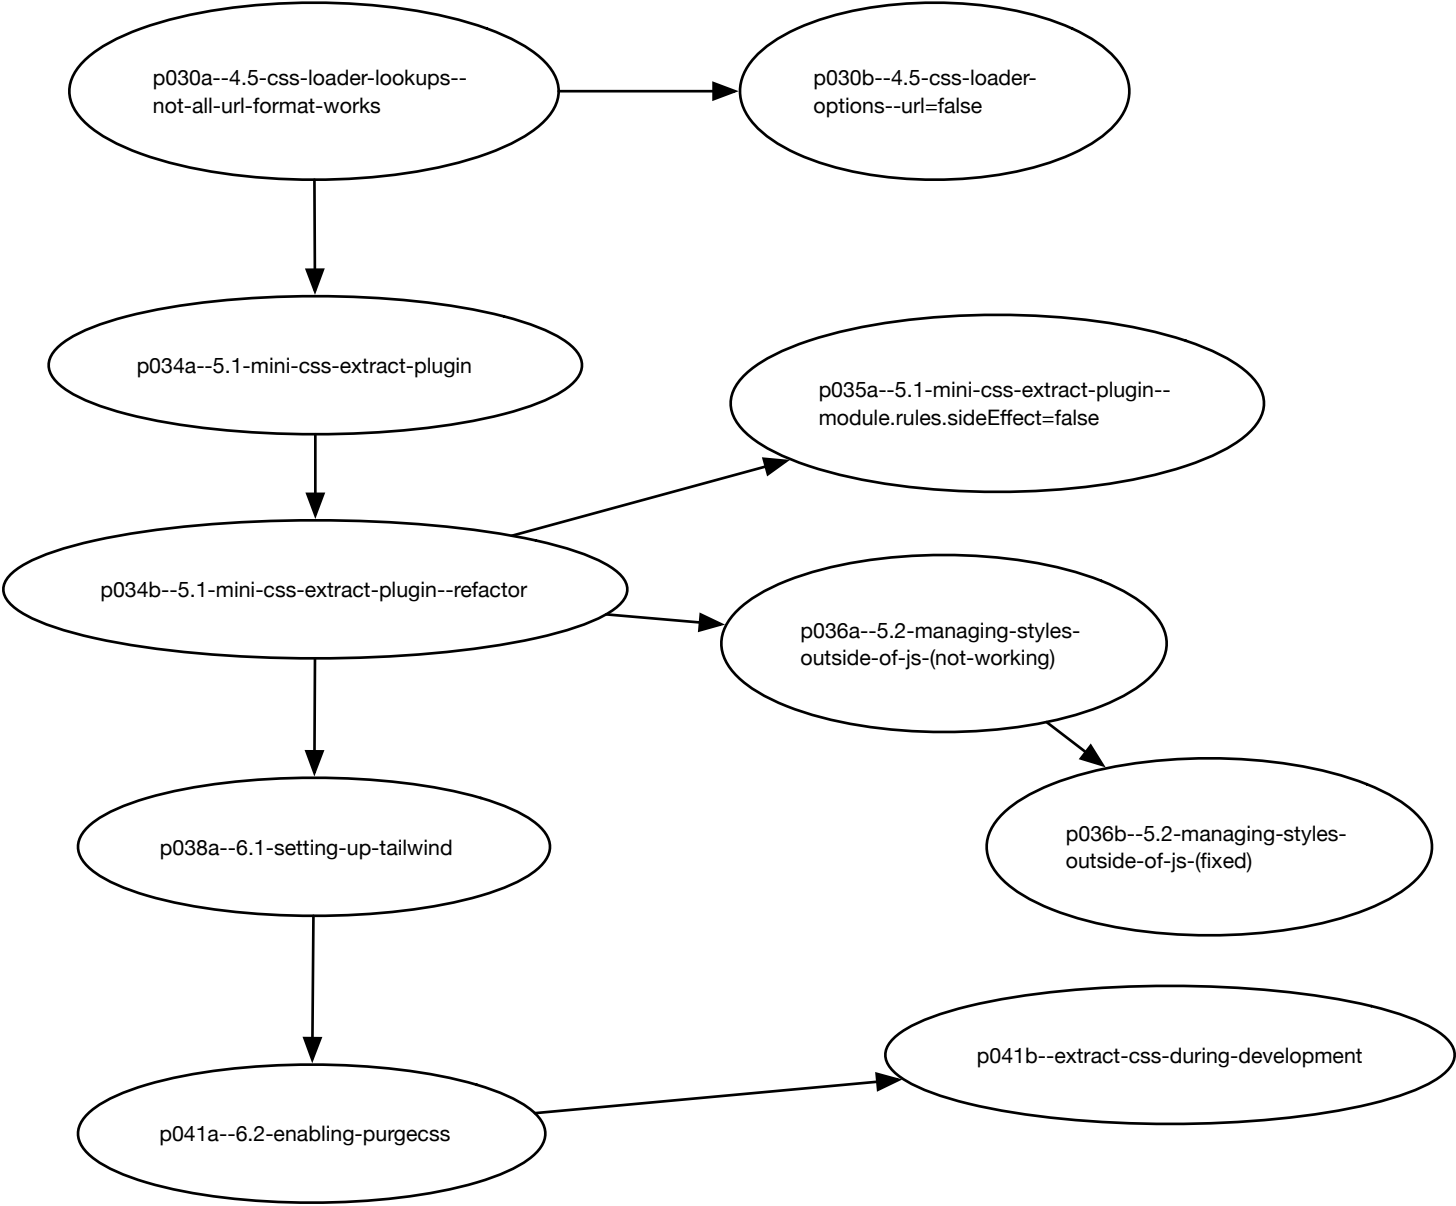 p030a--4.5-css-loader-lookups--
not-all-url-format-works
p030b--4.5-css-loader-
options--url=false
p034a--5.1-mini-css-extract-plugin
p035a--5.1-mini-css-extract-plugin--
module.rules.sideEffect=false
p034b--5.1-mini-css-extract-plugin--refactor
p036a--5.2-managing-styles-
outside-of-js-(not-working)
p038a--6.1-setting-up-tailwind
p036b--5.2-managing-styles-
outside-of-js-(fixed)
p041b--extract-css-during-development
p041a--6.2-enabling-purgecss